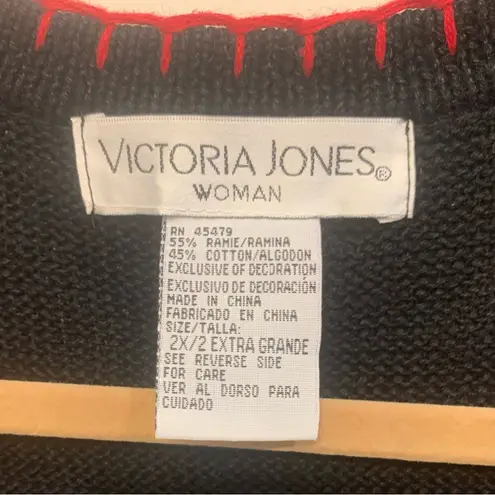 VICTORIA JONES®
WOMAN
RN 45479
55% RAMIE/RAMINA
45% COTTON/ALGODON
EXCLUSIVE OF DECORATION
EXCLUSIVO DE DECORACIÓN
MADE IN CHINA
FABRICADO EN CHINA
SIZE/TALLA:
2X/2 EXTRA GRANDE
SEE REVERSE SIDE
FOR CARE
VER AL DORSO PARA
CUIDADO